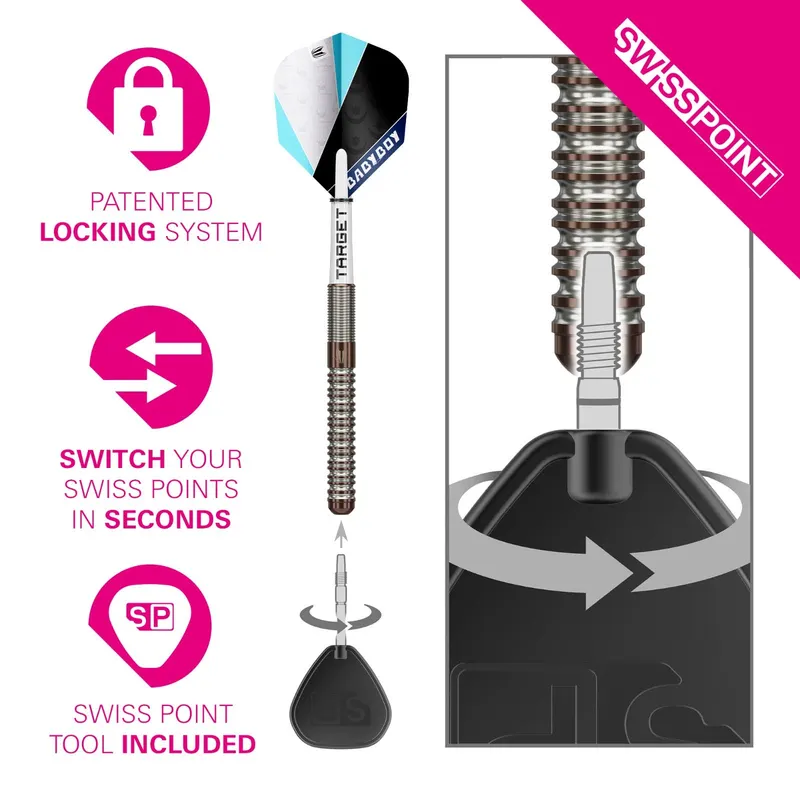 PATENTED
LOCKING SYSTEM
SWITCH YOUR
SWISS POINTS
IN SECONDS
SP
SWISS POINT
TOOL INCLUDED
BABYBOY
TARGET
SWISSPOINT